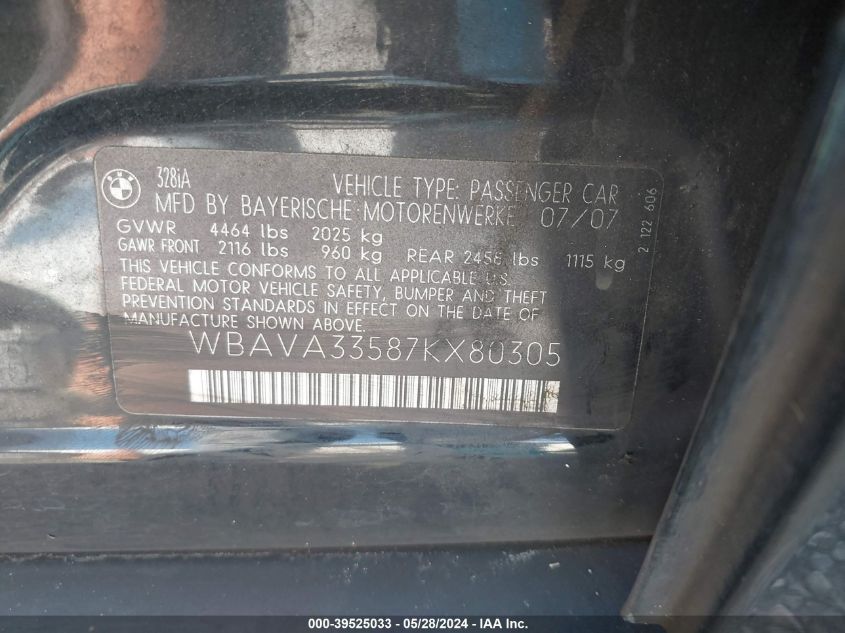 BMW
328iA
VEHICLE TYPE: PASSENGER CAR
MFD BY BAYERISCHE MOTORENWERKE 07/07
GVWR 4464 lbs 2025 kg
GAWR FRONT 2116 lbs 960 kg REAR 2456 lbs 1115 kg
THIS VEHICLE CONFORMS TO ALL APPLICABLE U.S.
FEDERAL MOTOR VEHICLE SAFETY, BUMPER AND THEFT
PREVENTION STANDARDS IN EFFECT ON THE DATE OF
MANUFACTURE SHOWN ABOVE.
WBAVA33587KX80305
2 122 606
000-39525033 - 05/28/2024 - IAA Inc.